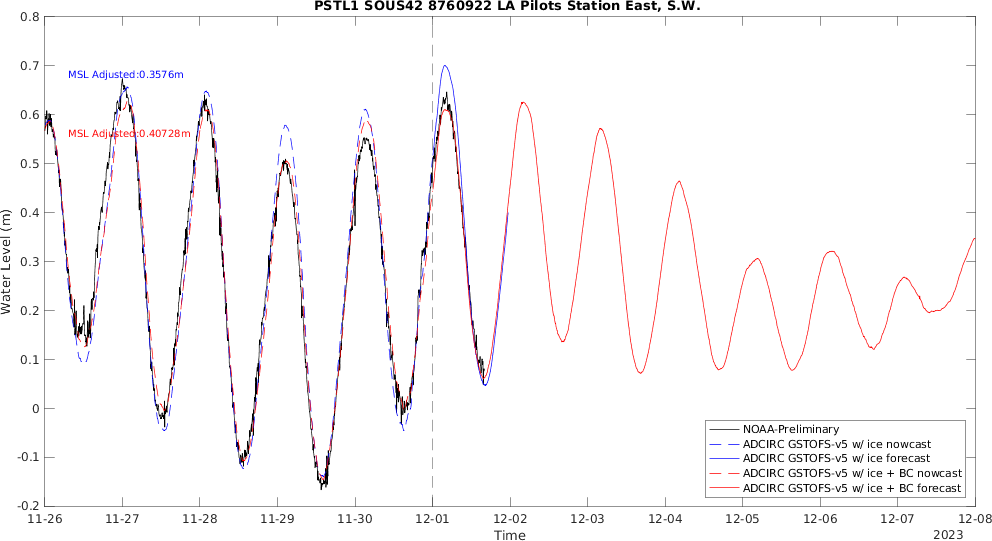 PSTL1 SOUS42 8760922 LA Pilots Station East, S.W.
0.8
0.7
0.6
0.5
0.4
0.3
0.2
0.1
0
-0.1
-0.2
Water Level (m)
MSL Adjusted:0.3576m
MSL Adjusted:0.40728m
NOAA-Preliminary
ADCIRC GSTOFS-v5 w/ ice nowcast
ADCIRC GSTOFS-v5 w/ ice forecast
ADCIRC GSTOFS-v5 w/ ice + BC nowcast
ADCIRC GSTOFS-v5 w/ ice + BC forecast
11-26 11-27 11-28 11-29 11-30 12-01 12-02 12-03 12-04 12-05 12-06 12-07 12-08
Time
2023